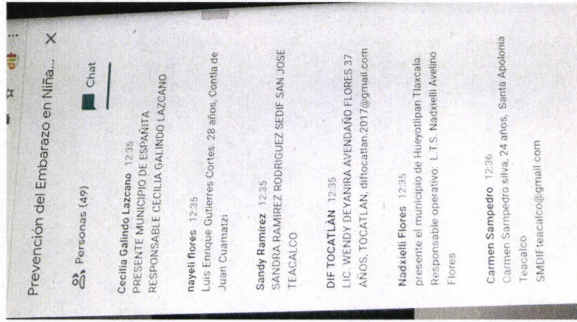 Prevención del Embarazo en Niña...
Personas (49)
Chat
Cecilia Galindo Lazcano 12:35
PRESENTE MUNICIPIO DE ESPAÑITA
RESPONSABLE CECILIA GALINDO LAZCANO
nayeli flores 12:35
Luis Enrique Gutierres Cortes. 28 años, Contla de
Juan Cuamatzi
Sandy Ramirez 12:35
SANDRA RAMIREZ RODRIGUEZ SEDIF SAN JOSE
TEACALCO
DIF TOCATLÁN 12:35
LIC. WENDY DEYANIRA AVENDAÑO FLORES 37
AÑOS, TOCATLAN, diftocatlan.2017@gmail.com
Nadxielli Flores 12:35
presente el municipio de Hueyotlipan Tlaxcala.
Responsable operativo: L.T.S. Nadxielli Avelino
Flores
Carmen Sampedro 12:36
Carmen Sampedro silva, 24 años, Santa Apolonia
Teacalco
SMDIFteacalco@gmail.com